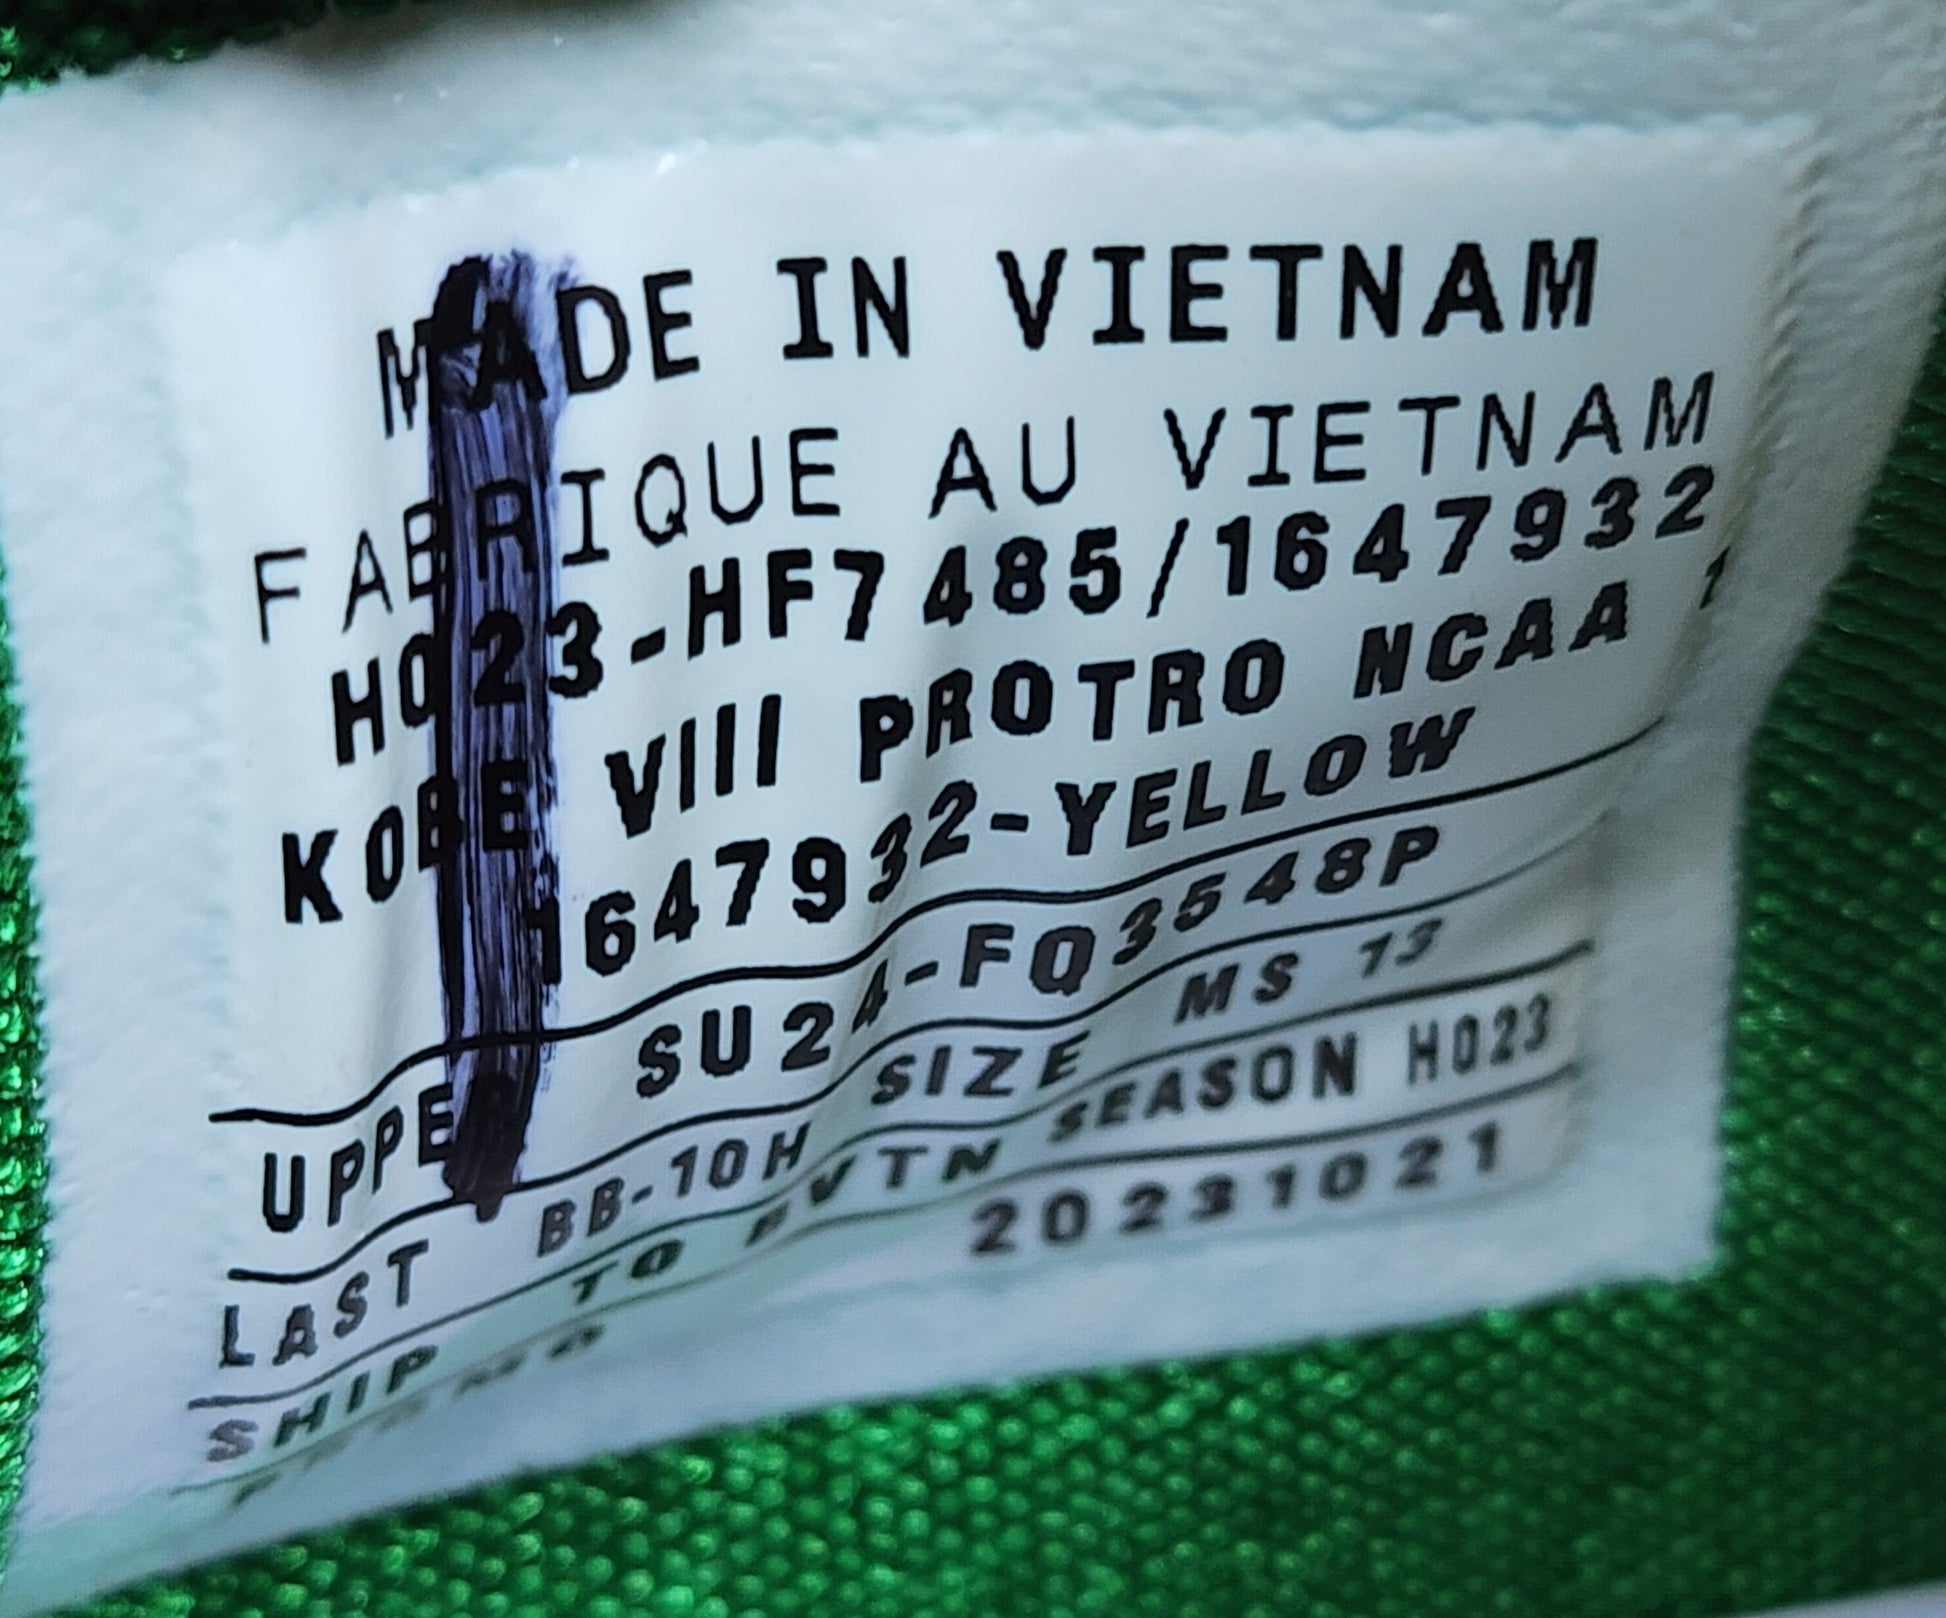 MADE IN VIETNAM
FABRIQUE AU VIETNAM
HO23-HF7485/1647932
KOBE VIII PROTRO NCAA
1647932-YELLOW
UPPER SU24-FQ3548P
LAST BB-10H SIZE MS 13
SHIP TO SEASON HO23
20231021